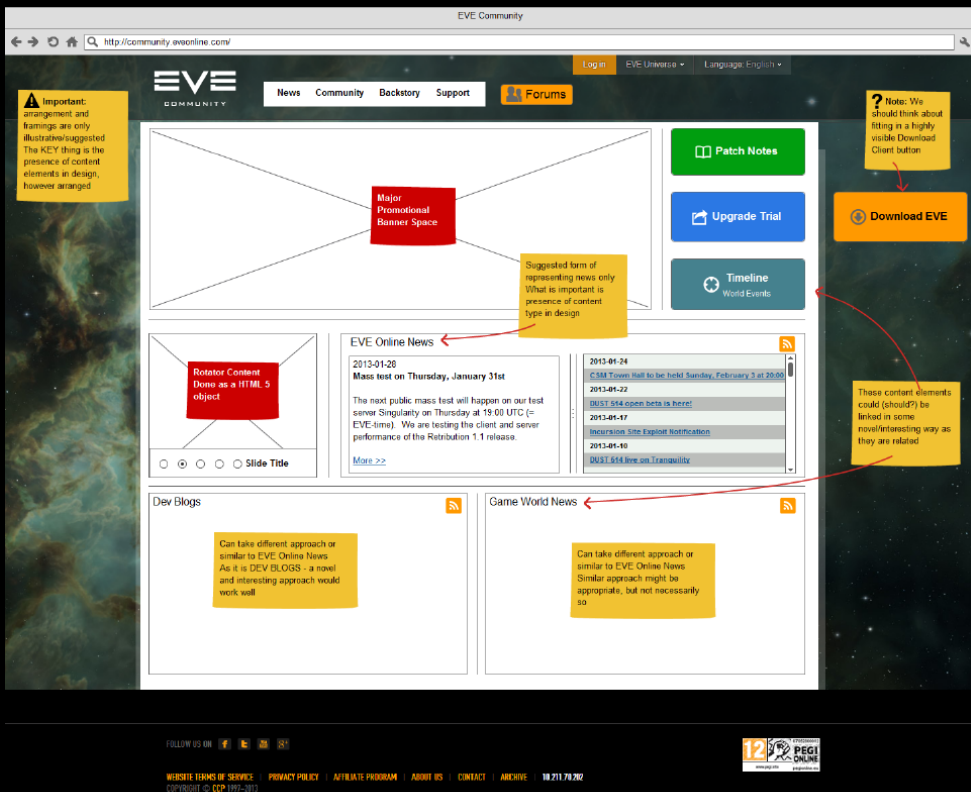 EVE Community
http://community.eveonline.com/
Log in EVE Universe Language: English
EVE
COMMUNITY
News Community Backstory Support
Forums
Important:
arrangement and
framings are only
illustrative/suggested
The KEY thing is the
presence of content
elements in design,
however arranged
? Note: We
should think about
fitting in a highly
visible Download
Client button
Major
Promotional
Banner Space
Patch Notes
Upgrade Trial
Download EVE
Timeline
World Events
Suggested form of
representing news only
What is important is
presence of content
type in design
Rotator Content
Done as a HTML 5
object
Slide Title
EVE Online News
2013-01-28
Mass test on Thursday, January 31st
The next public mass test will happen on our test
server Singularity on Thursday at 19:00 UTC (=
EVE-time). We are testing the client and server
performance of the Retribution 1.1 release.
More >>
2013-01-24
CSM Town Hall to be held Sunday, February 3 at 20:00
2013-01-22
DUST 514 open beta is here!
2013-01-17
Incursion Site Exploit Notification
2013-01-10
DUST 514 live on Tranquility
These content elements
could (should?) be
linked in some
novel/interesting way as
they are related
Dev Blogs
Can take different approach or
similar to EVE Online News
As it is DEV BLOGS - a novel
and interesting approach would
work well
Game World News
Can take different approach or
similar to EVE Online News
Similar approach might be
appropriate, but not necessarily
so
FOLLOW US ON
12
PEGI
ONLINE
www.pegi.info pegionline.eu
WEBSITE TERMS OF SERVICE | PRIVACY POLICY | AFFILIATE PROGRAM | ABOUT US | CONTACT | ARCHIVE | 10.211.70.202
COPYRIGHT © CCP 1997-2013